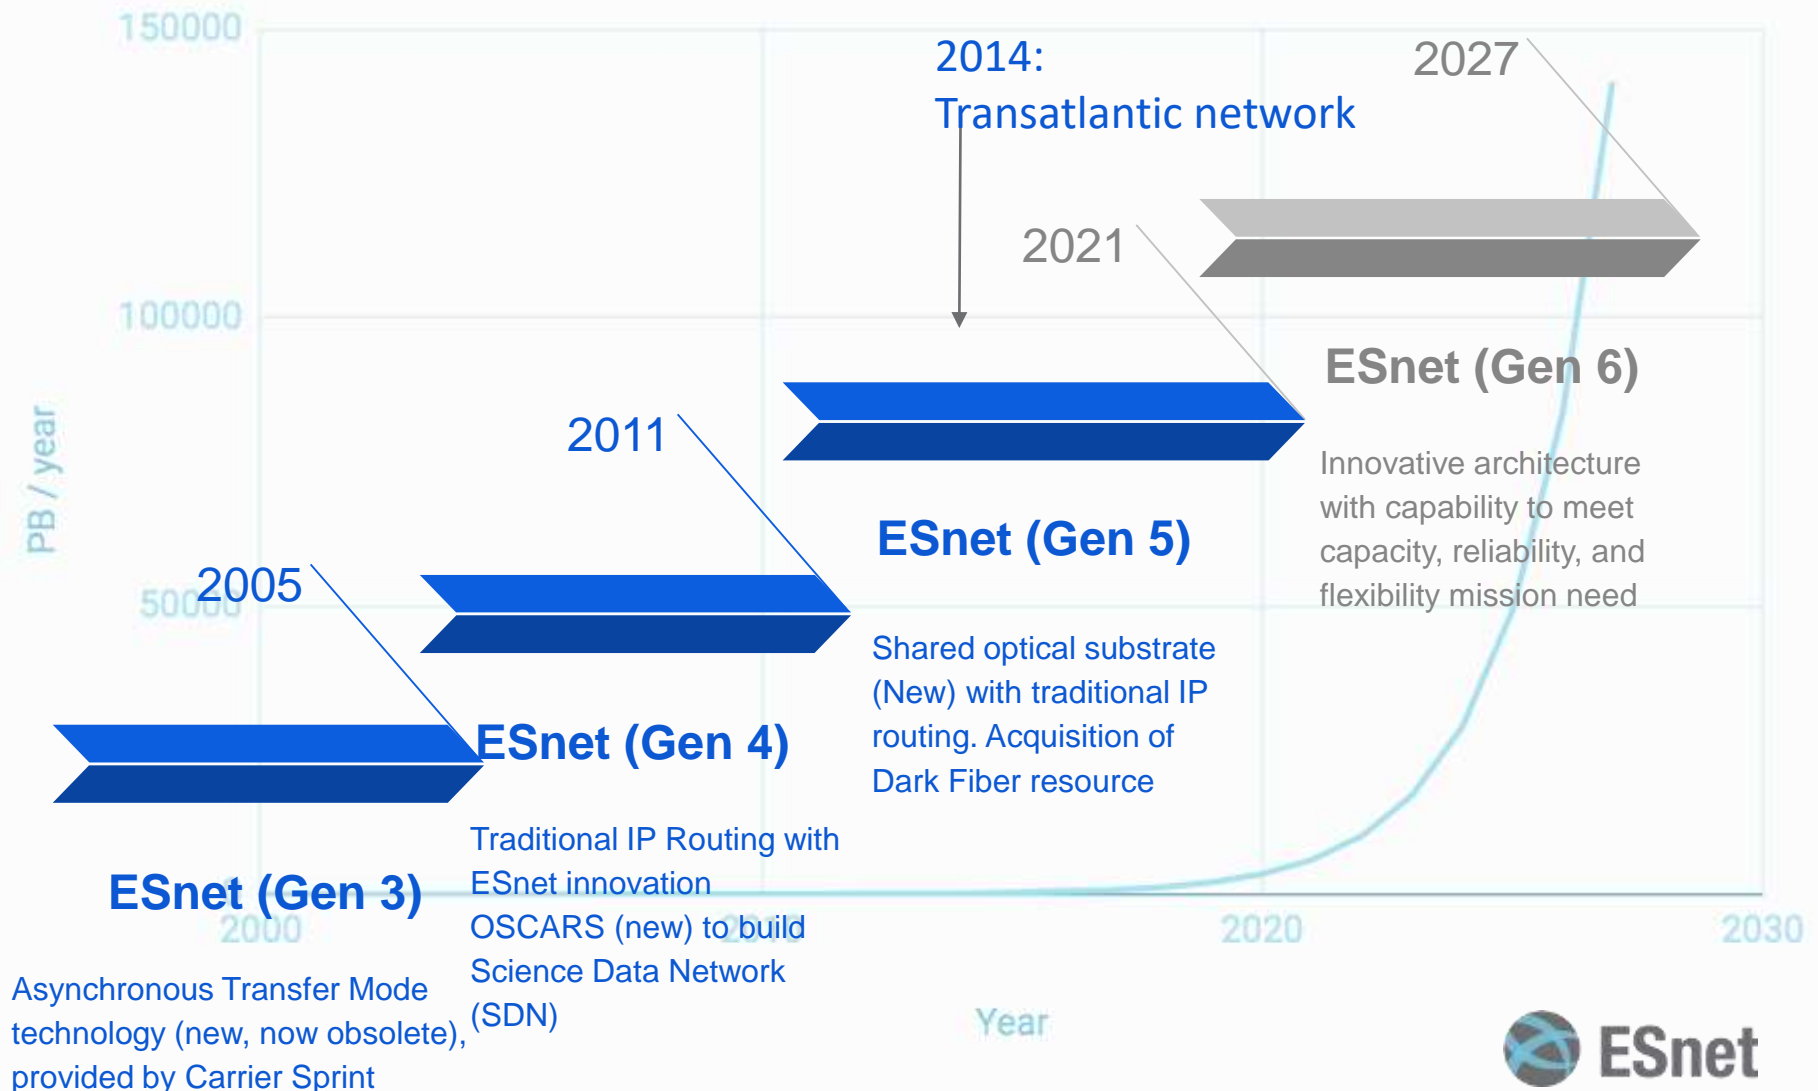 150000
100000
50000
0
PB / year
2000
2010
2020
2030
Year
2014:
Transatlantic network
2027
2021
2011
2005
ESnet (Gen 6)
Innovative architecture
with capability to meet
capacity, reliability, and
flexibility mission need
ESnet (Gen 5)
Shared optical substrate
(New) with traditional IP
routing. Acquisition of
Dark Fiber resource
ESnet (Gen 4)
Traditional IP Routing with
ESnet innovation
OSCARS (new) to build
Science Data Network
(SDN)
ESnet (Gen 3)
Asynchronous Transfer Mode
technology (new, now obsolete),
provided by Carrier Sprint
ESnet